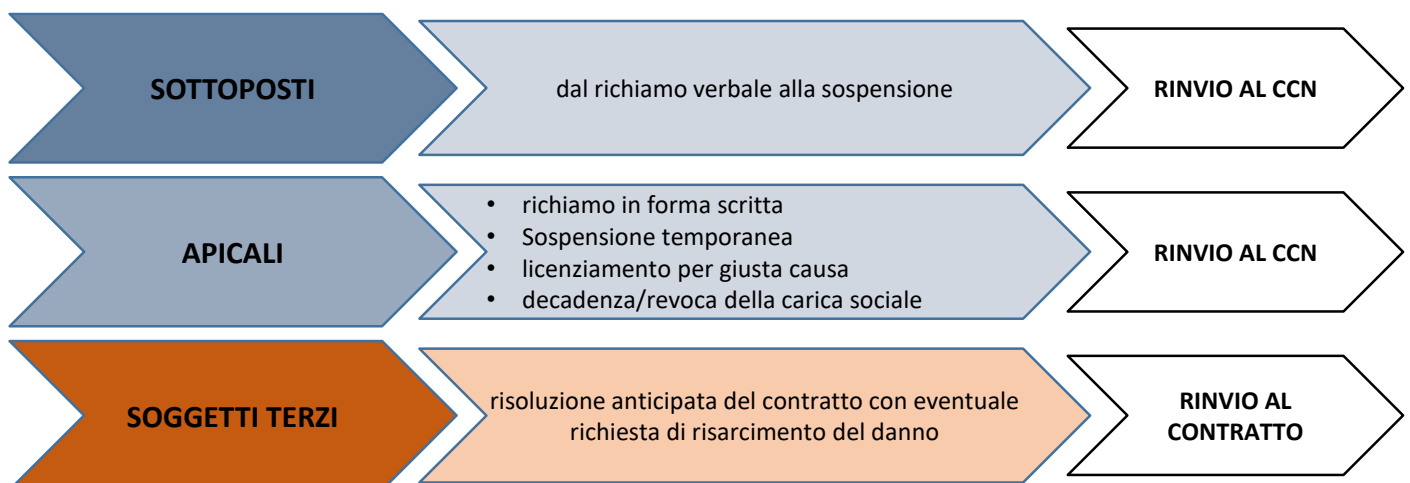 SOTTOPOSTI
dal richiamo verbale alla sospensione
RINVIO AL CCN
APICALI
• richiamo in forma scritta
• Sospensione temporanea
• licenziamento per giusta causa
• decadenza/revoca della carica sociale
RINVIO AL CCN
SOGGETTI TERZI
risoluzione anticipata del contratto con eventuale
richiesta di risarcimento del danno
RINVIO AL
CONTRATTO